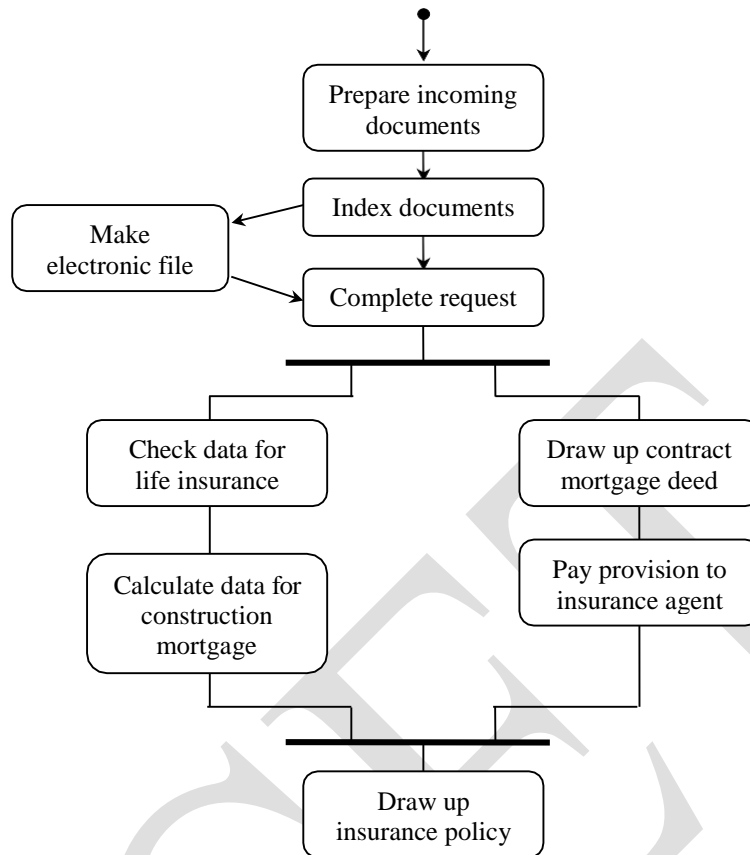 Prepare incoming
documents
Index documents
Make
electronic file
Complete request
Check data for
life insurance
Draw up contract
mortgage deed
Calculate data for
construction
mortgage
Pay provision to
insurance agent
Draw up
insurance policy